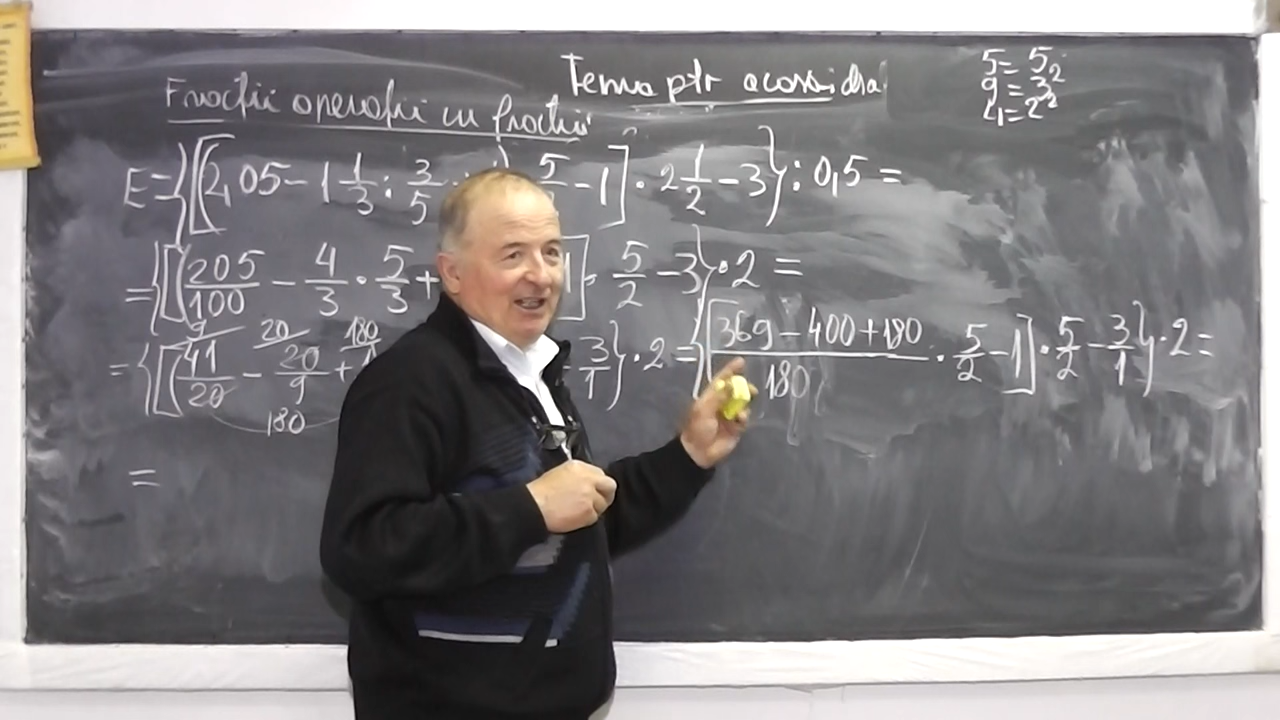 Tema ptr acasă
5 = 5
9 = 3²
4 = 2²
Fracții operații cu fracții
E = {[(2,05 - 1 1/3 : 3/5 5/2 - 1] · 2 1/2 - 3} : 0,5 =
= {[(205/100 - 4/3 · 5/3 + ] · 5/2 - 3} · 2 =
= {[(41/20 - 20/9 + 3/1} · 2 = {[(369 - 400 + 180)/180 · 5/2 - 1] · 5/2 - 3/1} · 2 =
180
=